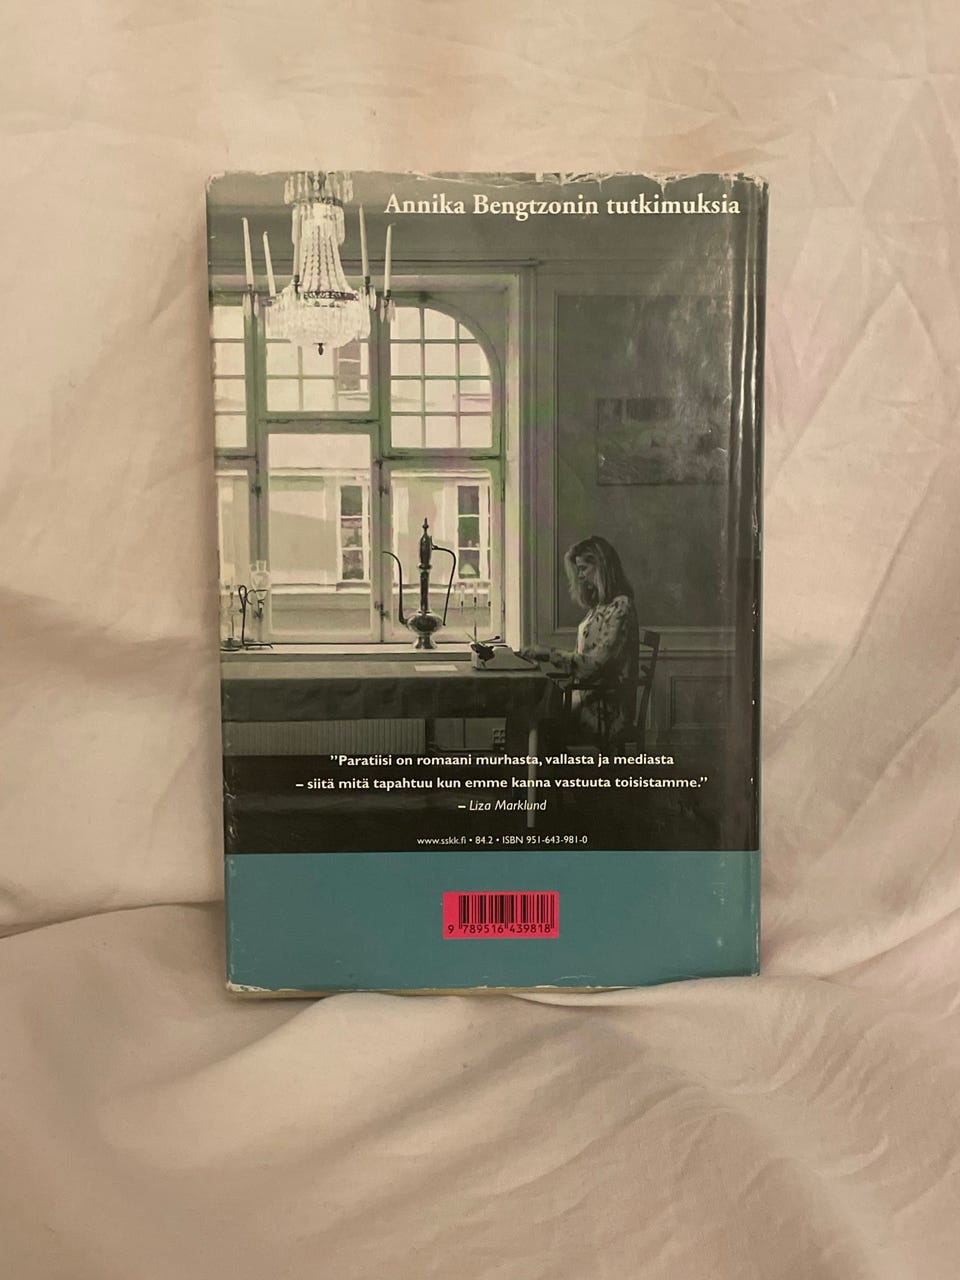 Annika Bengtzonin tutkimuksia
”Paratiisi on romaani murhasta, vallasta ja mediasta
– siitä mitä tapahtuu kun emme kanna vastuuta toisistamme.”
– Liza Marklund
www.sskk.fi • 84.2 • ISBN 951-643-981-0
9 789516 439818